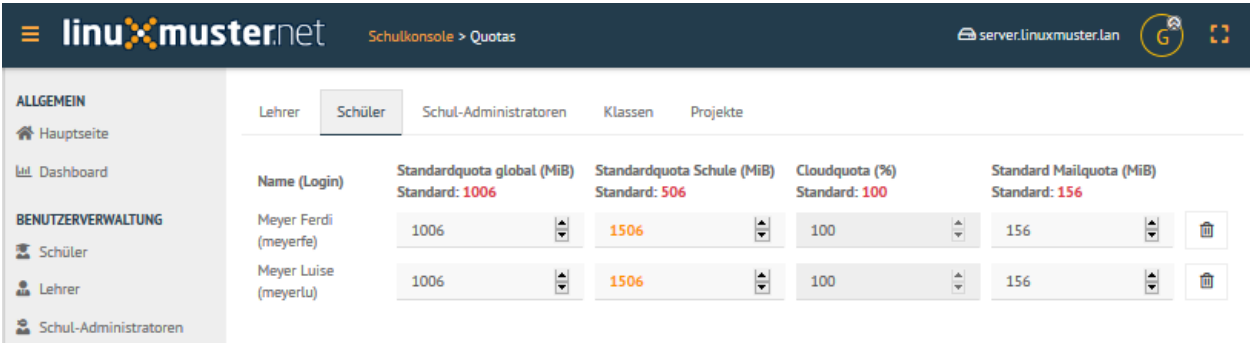 linuxmuster.net
Schulkonsole > Quotas
server.linuxmuster.lan
G
ALLGEMEIN
Hauptseite
Dashboard
BENUTZERVERWALTUNG
Schüler
Lehrer
Schul-Administratoren
Lehrer Schüler Schul-Administratoren Klassen Projekte
Name (Login)
Standardquota global (MiB)
Standard: 1006
Standardquota Schule (MiB)
Standard: 506
Cloudquota (%)
Standard: 100
Standard Mailquota (MiB)
Standard: 156
Meyer Ferdi
(meyerfe)
1006 1506 100 156
Meyer Luise
(meyerlu)
1006 1506 100 156